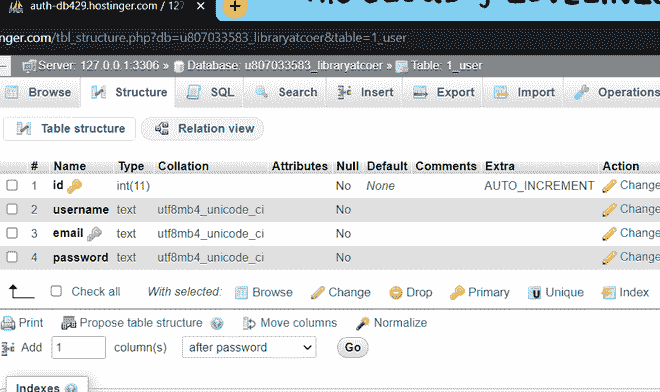 auth-db429.hostinger.com / 127
nger.com/tbl_structure.php?db=u807033583_libraryatcoer&table=1_user
Server: 127.0.0.1:3306 » Database: u807033583_libraryatcoer » Table: 1_user
Browse Structure SQL Search Insert Export Import Operations
Table structure Relation view
# Name Type Collation Attributes Null Default Comments Extra Action
1 id int(11) No None AUTO_INCREMENT Change
2 username text utf8mb4_unicode_ci No Change
3 email text utf8mb4_unicode_ci No Change
4 password text utf8mb4_unicode_ci No Change
Check all With selected: Browse Change Drop Primary Unique Index
Print Propose table structure Move columns Normalize
Add 1 column(s) after password Go
Indexes